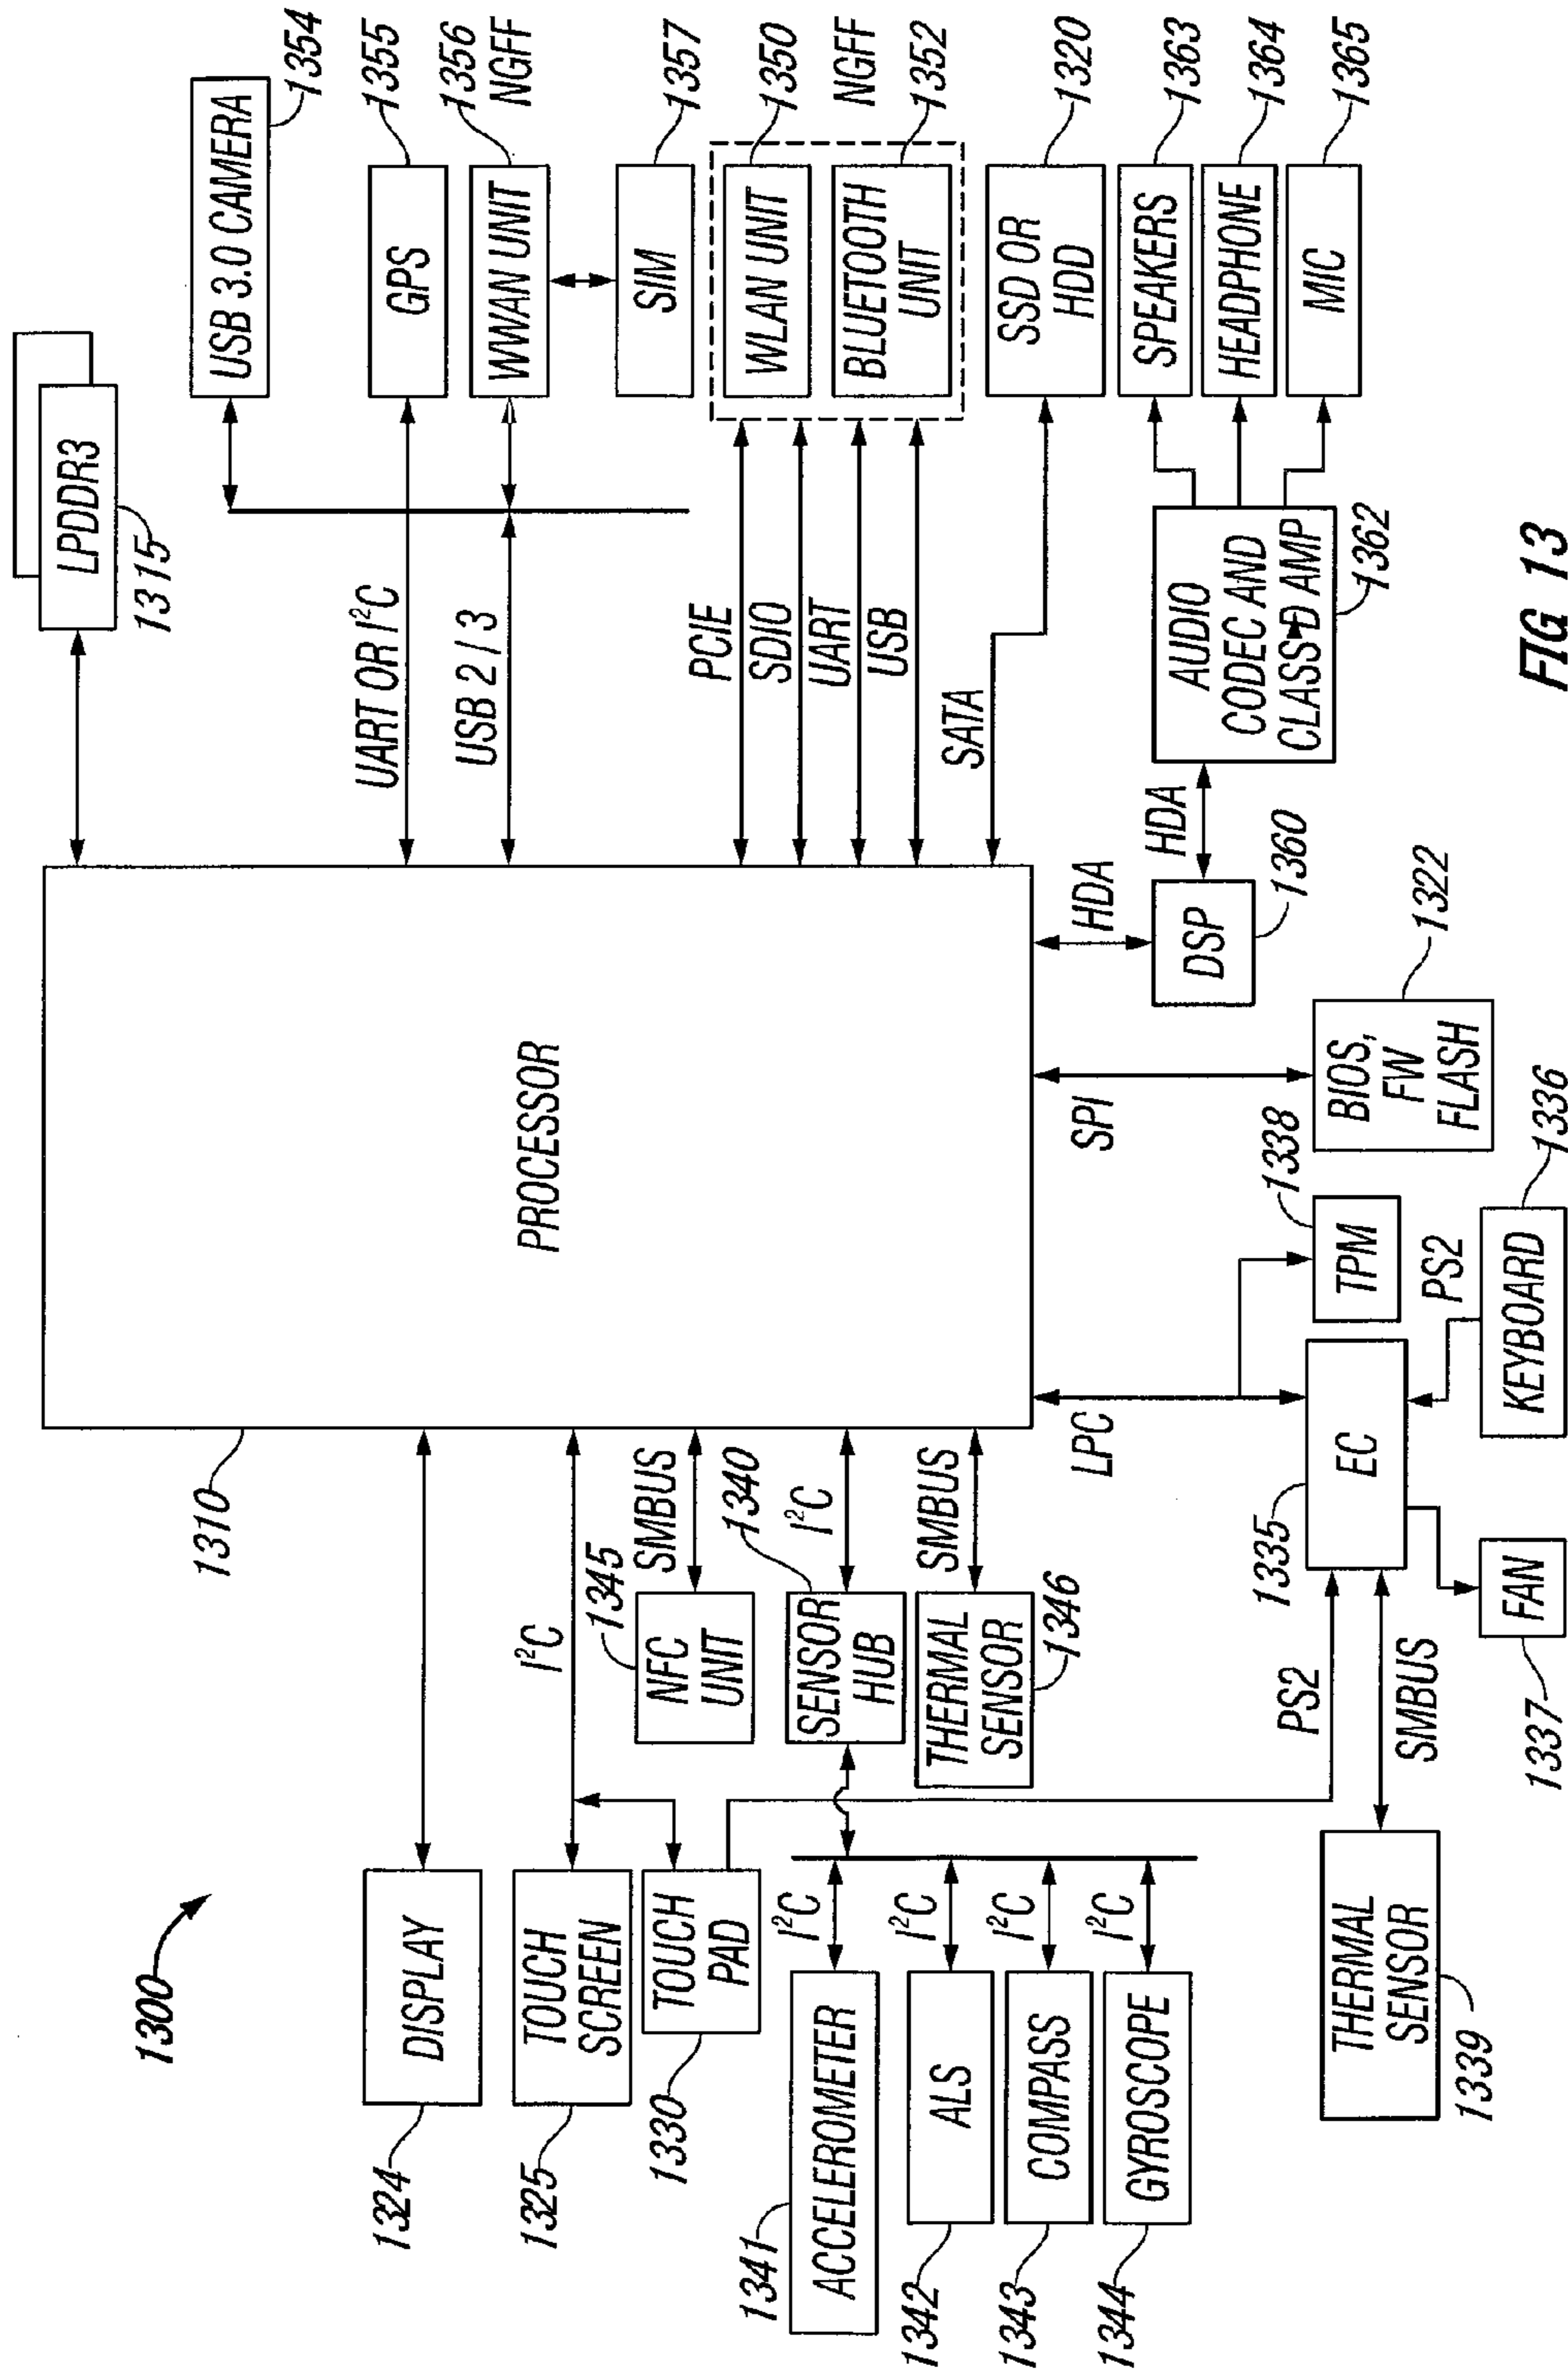 1300
1310
PROCESSOR
LPDDR3
1315
USB 3.0 CAMERA
1354
UART OR I²C
GPS
1355
USB 2 / 3
WWAN UNIT
1356
NGFF
SIM
1357
PCIE
SDIO
UART
USB
WLAN UNIT
1350
NGFF
BLUETOOTH
UNIT
1352
SATA
SSD OR
HDD
1320
SPEAKERS
1363
HEADPHONE
1364
MIC
1365
AUDIO
CODEC AND
CLASS D AMP
1362
HDA
HDA
DSP
1360
SPI
BIOS,
FW
FLASH
1322
LPC
TPM
1338
EC
1335
PS2
KEYBOARD
1336
FAN
1337
PS2
SMBUS
THERMAL
SENSOR
1339
DISPLAY
1324
I²C
TOUCH
SCREEN
1325
TOUCH
PAD
1330
SMBUS
NFC
UNIT
1345
I²C
SENSOR
HUB
1340
SMBUS
THERMAL
SENSOR
1346
I²C
ACCELEROMETER
1341
I²C
ALS
1342
I²C
COMPASS
1343
I²C
GYROSCOPE
1344
FIG 13